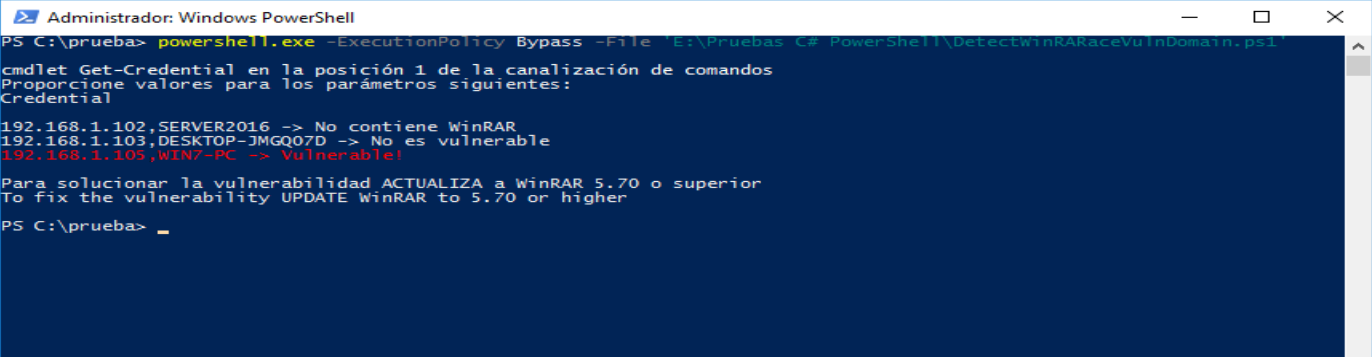 Administrador: Windows PowerShell
PS C:\prueba> powershell.exe -ExecutionPolicy Bypass -File 'E:\Pruebas C# PowerShell\DetectWinRARaceVulnDomain.ps1'
cmdlet Get-Credential en la posición 1 de la canalización de comandos
Proporcione valores para los parámetros siguientes:
Credential
192.168.1.102,SERVER2016 -> No contiene WinRAR
192.168.1.103,DESKTOP-JMGQO7D -> No es vulnerable
192.168.1.105,WIN7-PC -> Vulnerable!
Para solucionar la vulnerabilidad ACTUALIZA a WinRAR 5.70 o superior
To fix the vulnerability UPDATE WinRAR to 5.70 or higher
PS C:\prueba> _